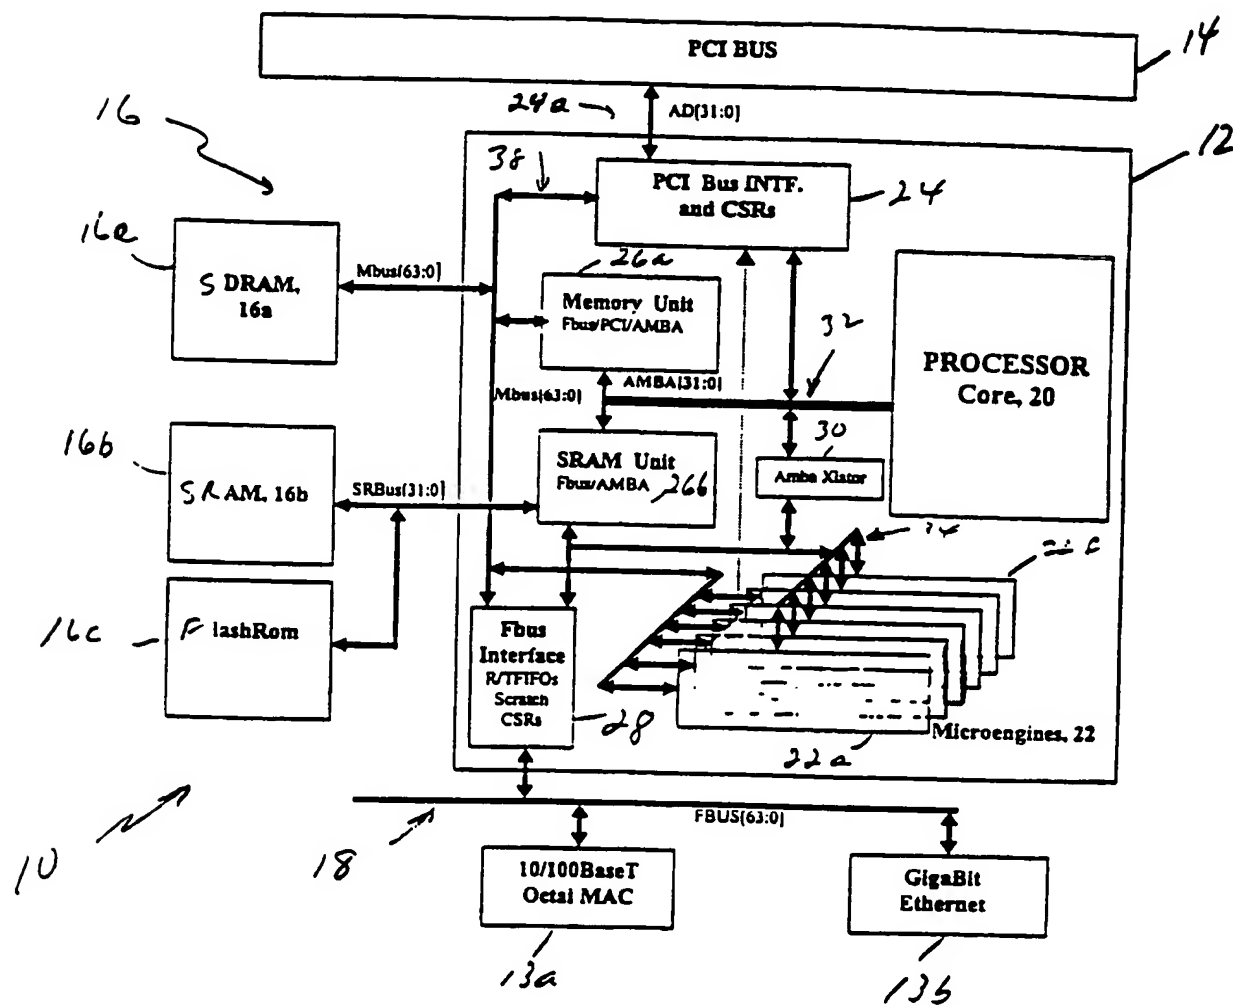 PCI BUS
14
24a
AD[31:0]
16
12
38
PCI Bus INTF.
and CSRs
24
16a
S DRAM,
16a
Mbus[63:0]
26a
Memory Unit
Fbus/PCI/AMBA
32
PROCESSOR
Core, 20
AMBA[31:0]
Mbus[63:0]
30
16b
SRAM, 16b
SRBus[31:0]
SRAM Unit
Fbus/AMBA
26b
Amba Xlator
34
22f
16c
FlashRom
Fbus
Interface
R/TFIFOs
Scratch
CSRs
28
Microengines, 22
22a
10
18
FBUS[63:0]
10/100BaseT
Octal MAC
GigaBit
Ethernet
13a
13b